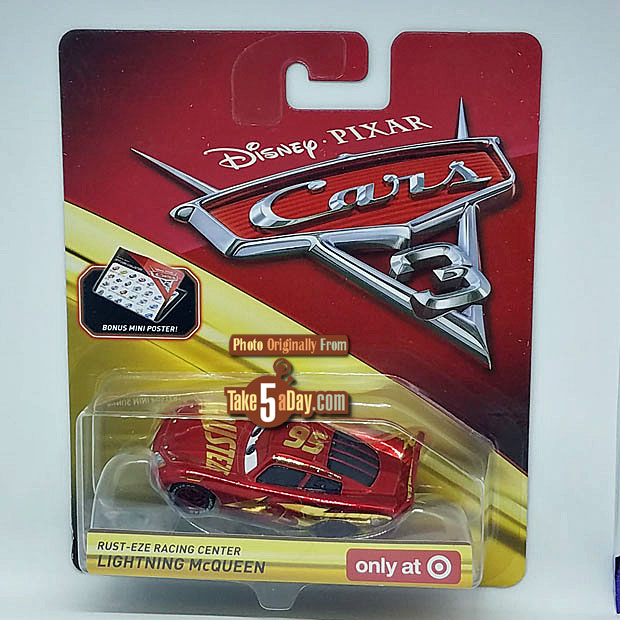 Disney · PIXAR
Cars
3
BONUS MINI POSTER!
Photo Originally From
Take5aDay.com
RUSTEZE
95
RUST-EZE RACING CENTER
LIGHTNING McQUEEN
only at